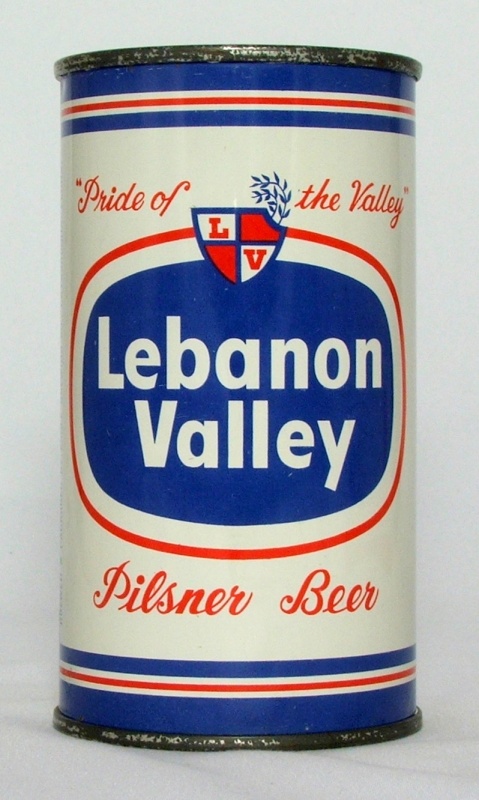 "Pride of the Valley"
L
V
Lebanon
Valley
Pilsner Beer